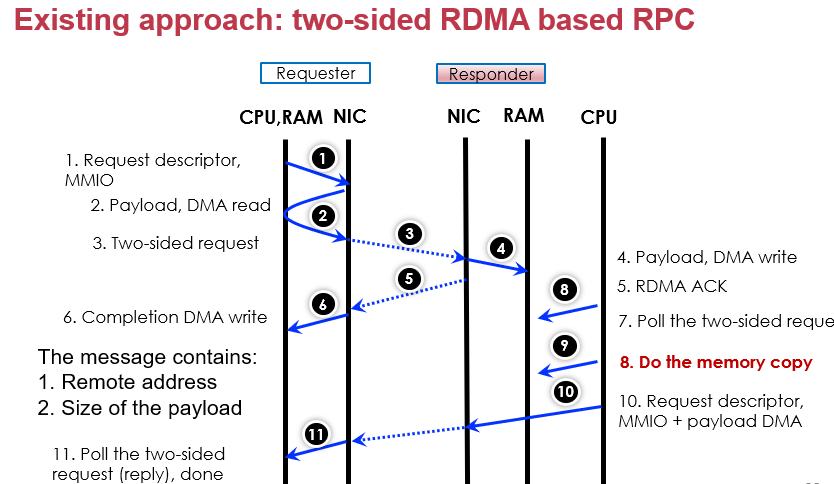 Existing approach: two-sided RDMA based RPC
Requester
Responder
CPU,RAM NIC
NIC RAM CPU
1. Request descriptor,
MMIO
2. Payload, DMA read
3. Two-sided request
6. Completion DMA write
The message contains:
1. Remote address
2. Size of the payload
11. Poll the two-sided
request (reply), done
1
2
3
4
5
6
8
9
10
11
4. Payload, DMA write
5. RDMA ACK
7. Poll the two-sided reque
8. Do the memory copy
10. Request descriptor,
MMIO + payload DMA